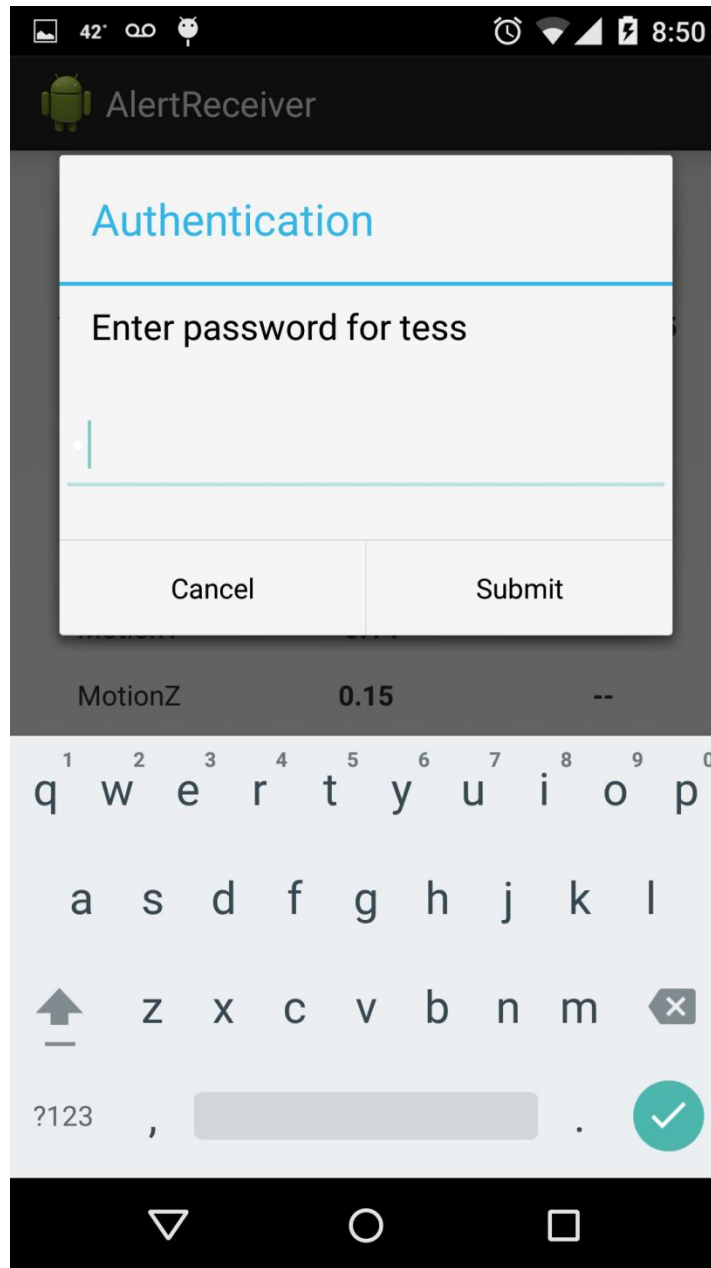 42° 8:50
AlertReceiver
Authentication
Enter password for tess
Cancel Submit
MotionZ 0.15 --
1 2 3 4 5 6 7 8 9 0
q w e r t y u i o p
a s d f g h j k l
z x c v b n m
?123 , .